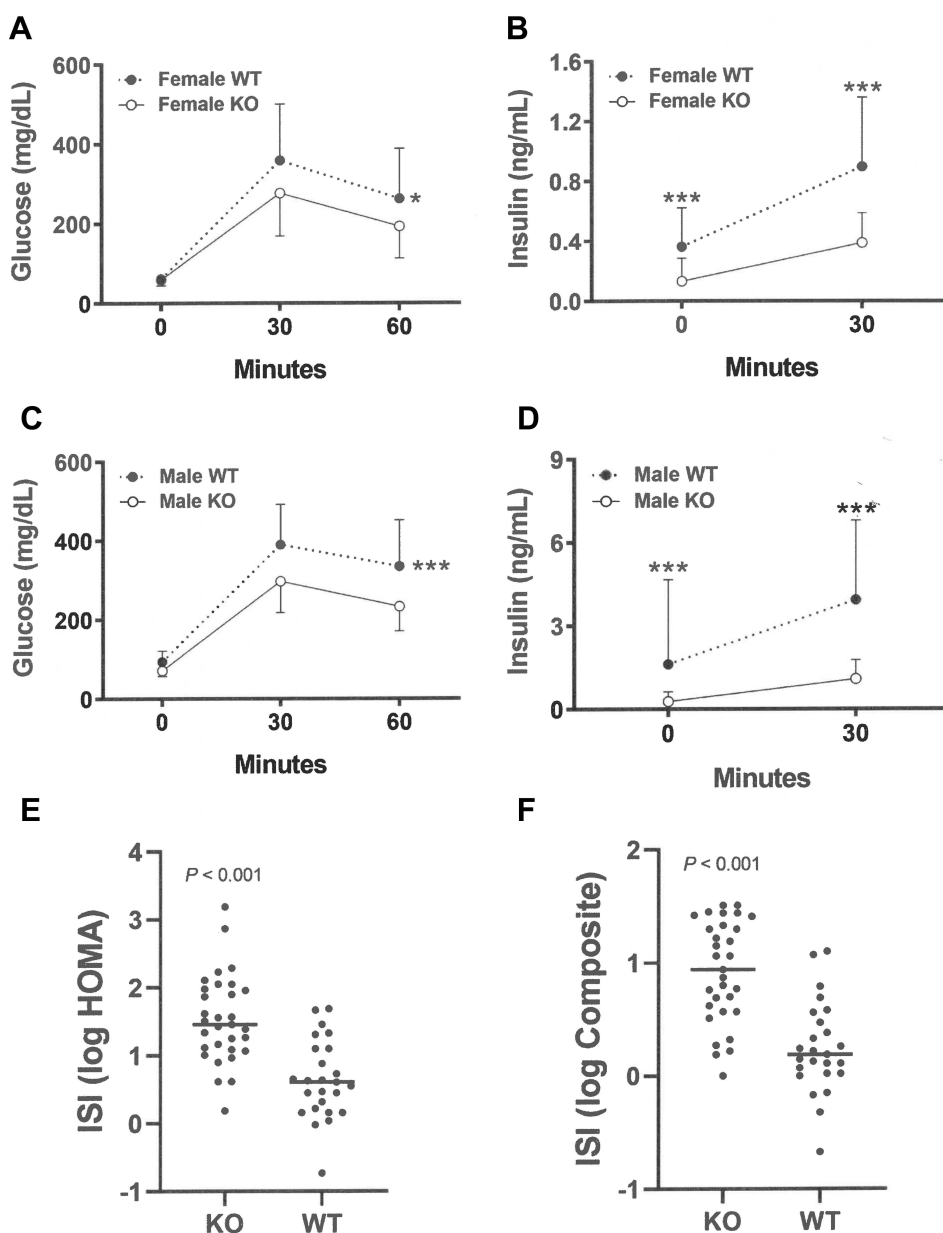 A
Glucose (mg/dL)
600
400
200
0
Female WT
Female KO
*
0 30 60
Minutes
B
Insulin (ng/mL)
1.6
1.2
0.8
0.4
0.0
Female WT
Female KO
***
***
0 30
Minutes
C
Glucose (mg/dL)
600
400
200
0
Male WT
Male KO
***
0 30 60
Minutes
D
Insulin (ng/mL)
9
6
3
0
Male WT
Male KO
***
***
0 30
Minutes
E
ISI (log HOMA)
4
3
2
1
0
-1
P < 0.001
KO WT
F
ISI (log Composite)
2
1
0
-1
P < 0.001
KO WT